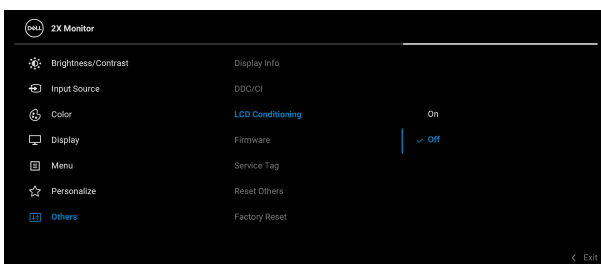 DELL 2X Monitor
Brightness/Contrast Display Info
Input Source DDC/CI
Color LCD Conditioning On
Display Firmware Off
Menu Service Tag
Personalize Reset Others
Others Factory Reset
Exit